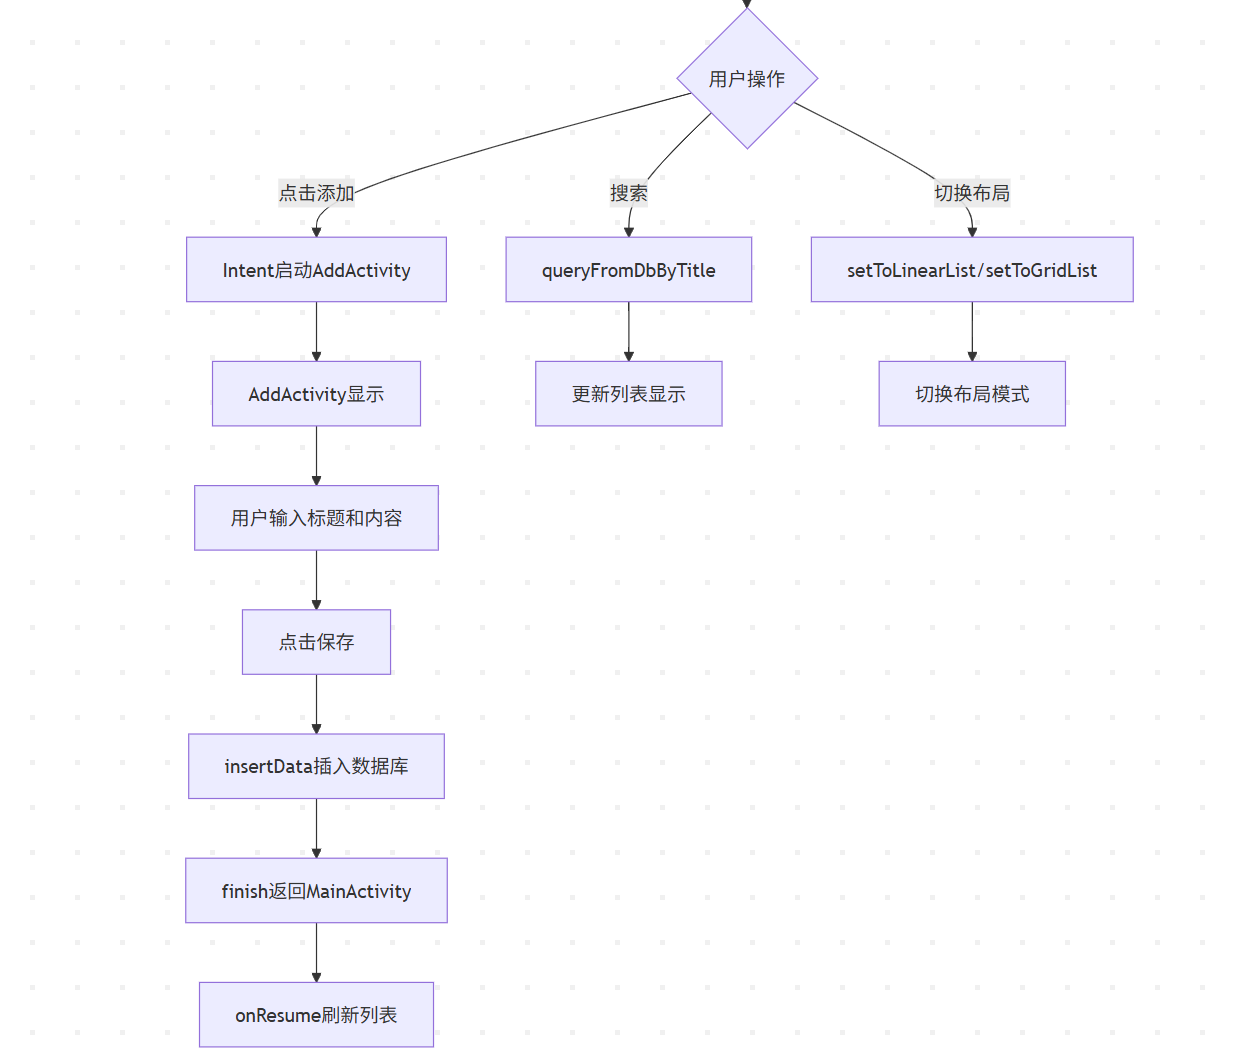 用户操作
点击添加
搜索
切换布局
Intent启动AddActivity
queryFromDbByTitle
setToLinearList/setToGridList
AddActivity显示
更新列表显示
切换布局模式
用户输入标题和内容
点击保存
insertData插入数据库
finish返回MainActivity
onResume刷新列表